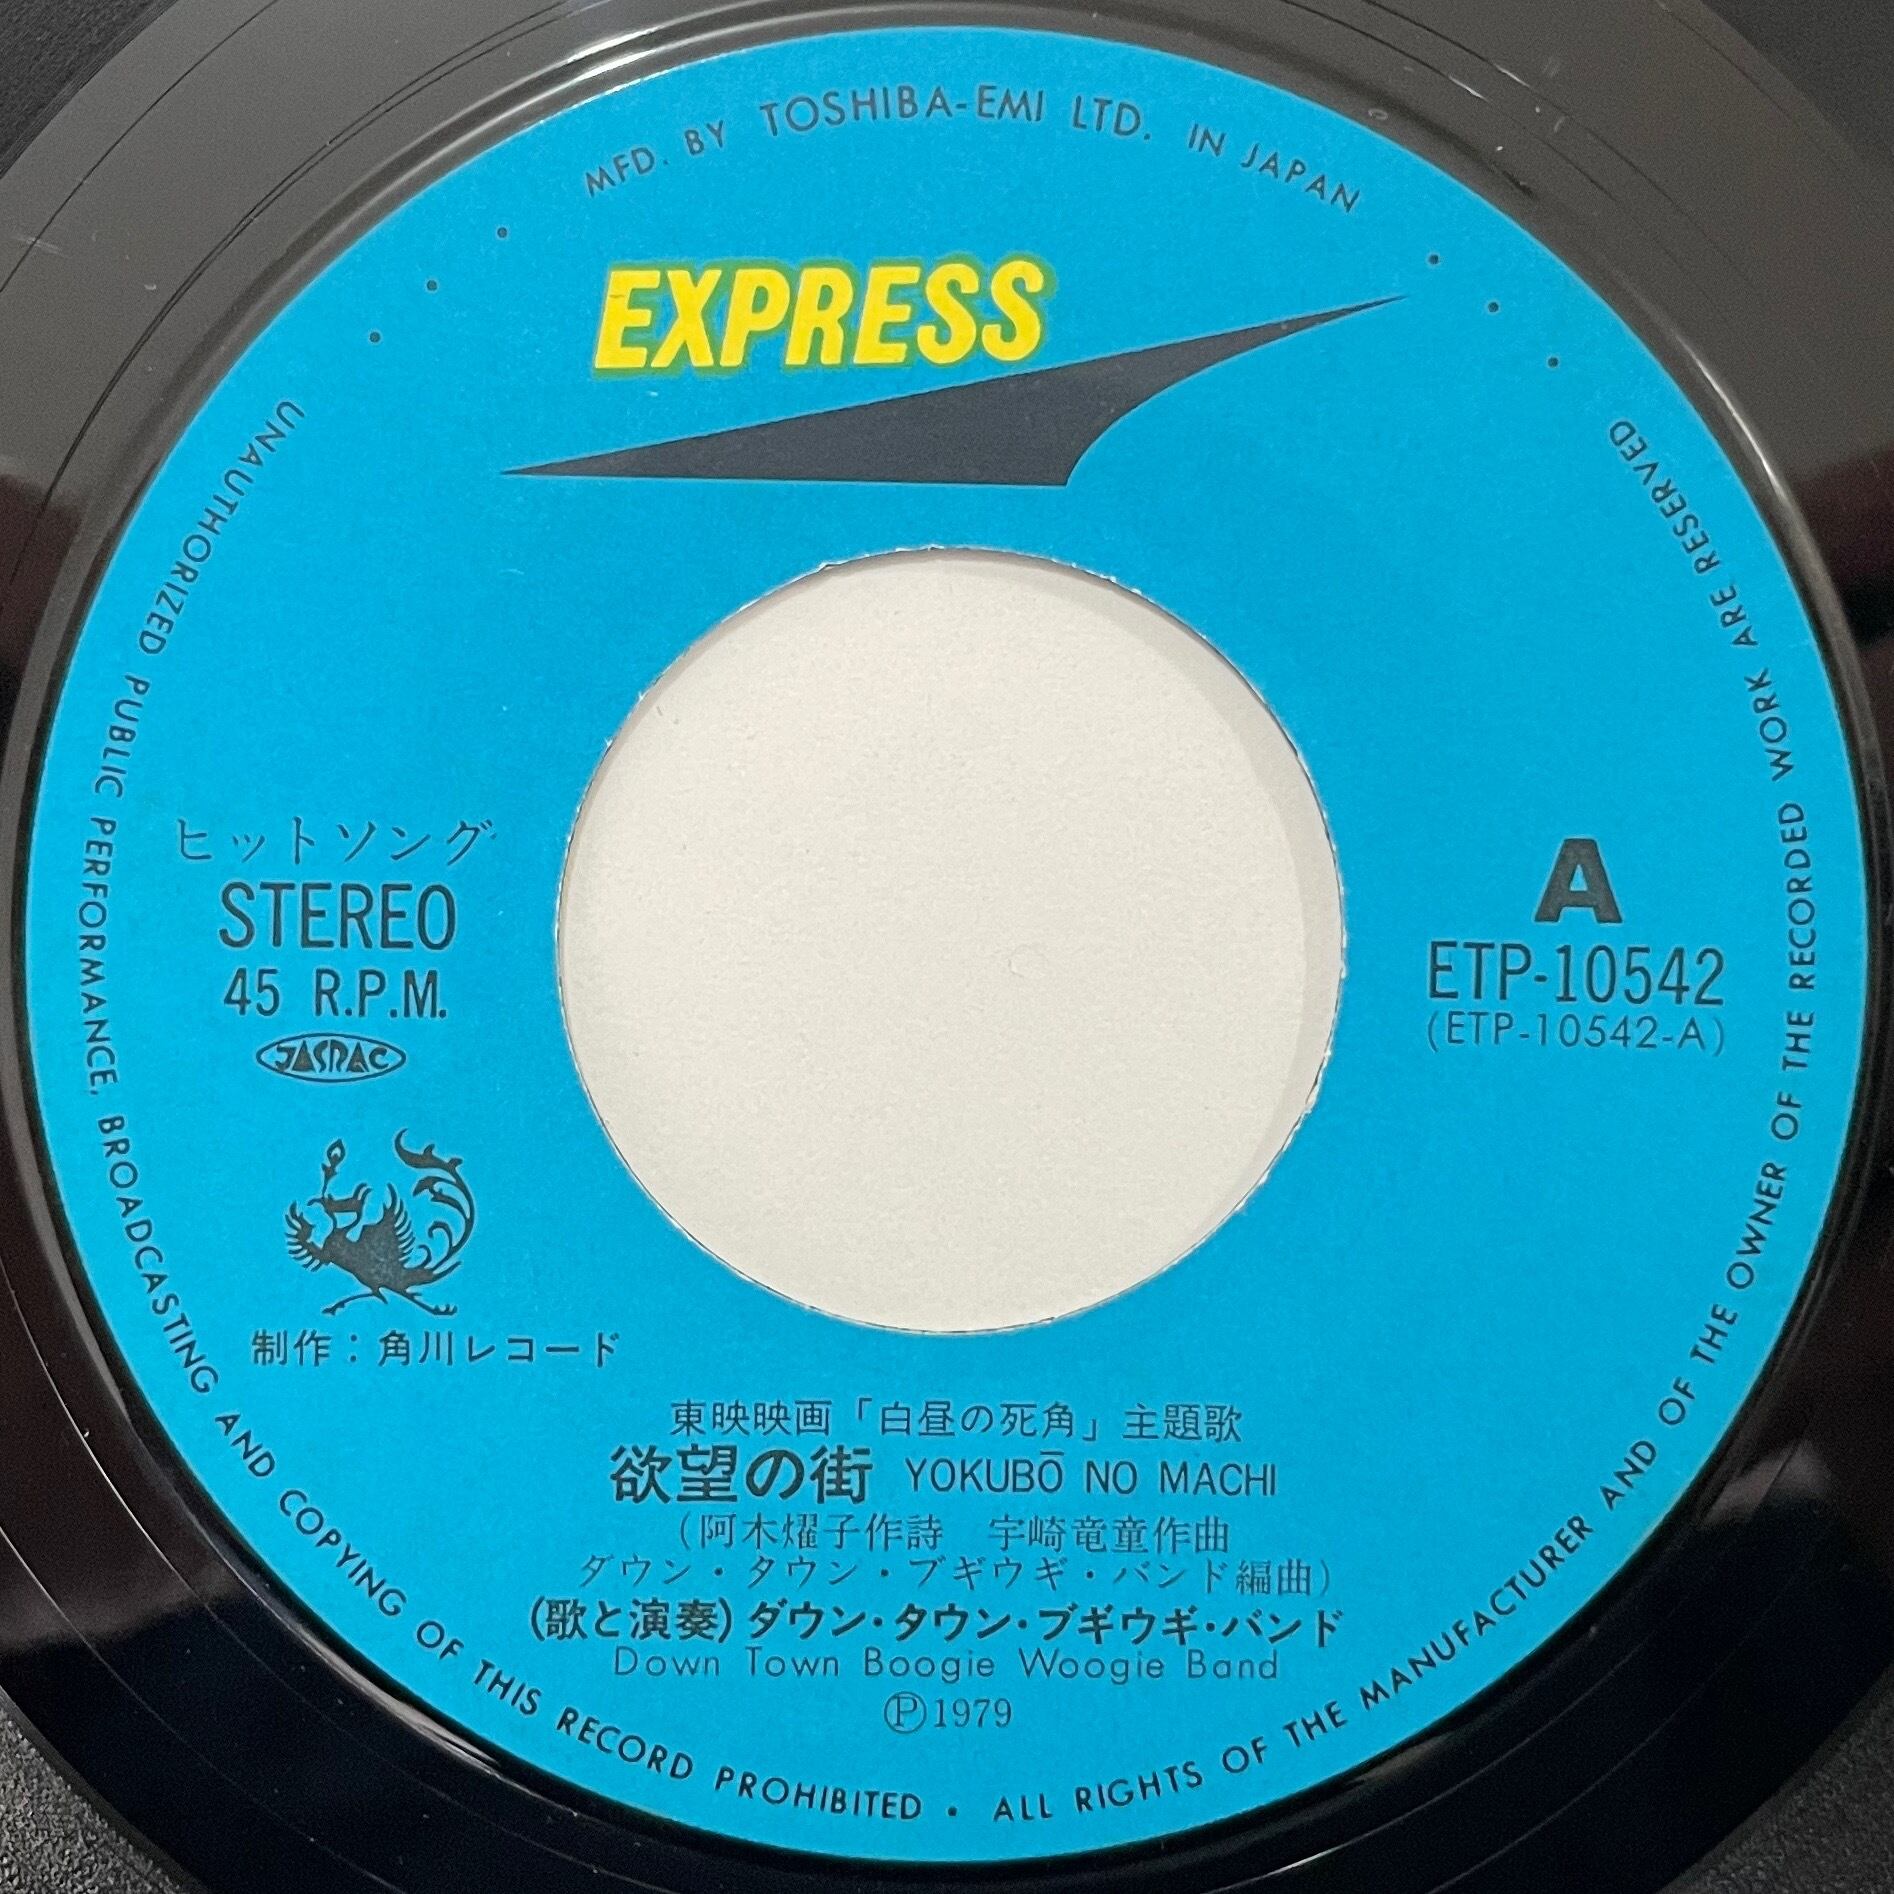 MFD. BY TOSHIBA-EMI LTD. IN JAPAN
EXPRESS
ヒットソング
STEREO
45 R.P.M.
JASRAC
制作：角川レコード
A
ETP-10542
(ETP-10542-A)
東映映画「白昼の死角」主題歌
欲望の街 YOKUBŌ NO MACHI
(阿木燿子作詩　宇崎竜童作曲
ダウン・タウン・ブギウギ・バンド編曲)
(歌と演奏)ダウン・タウン・ブギウギ・バンド
Down Town Boogie Woogie Band
Ⓟ1979
UNAUTHORIZED PUBLIC PERFORMANCE, BROADCASTING AND COPYING OF THIS RECORD PROHIBITED • ALL RIGHTS OF THE MANUFACTURER AND OF THE OWNER OF THE RECORDED WORK ARE RESERVED